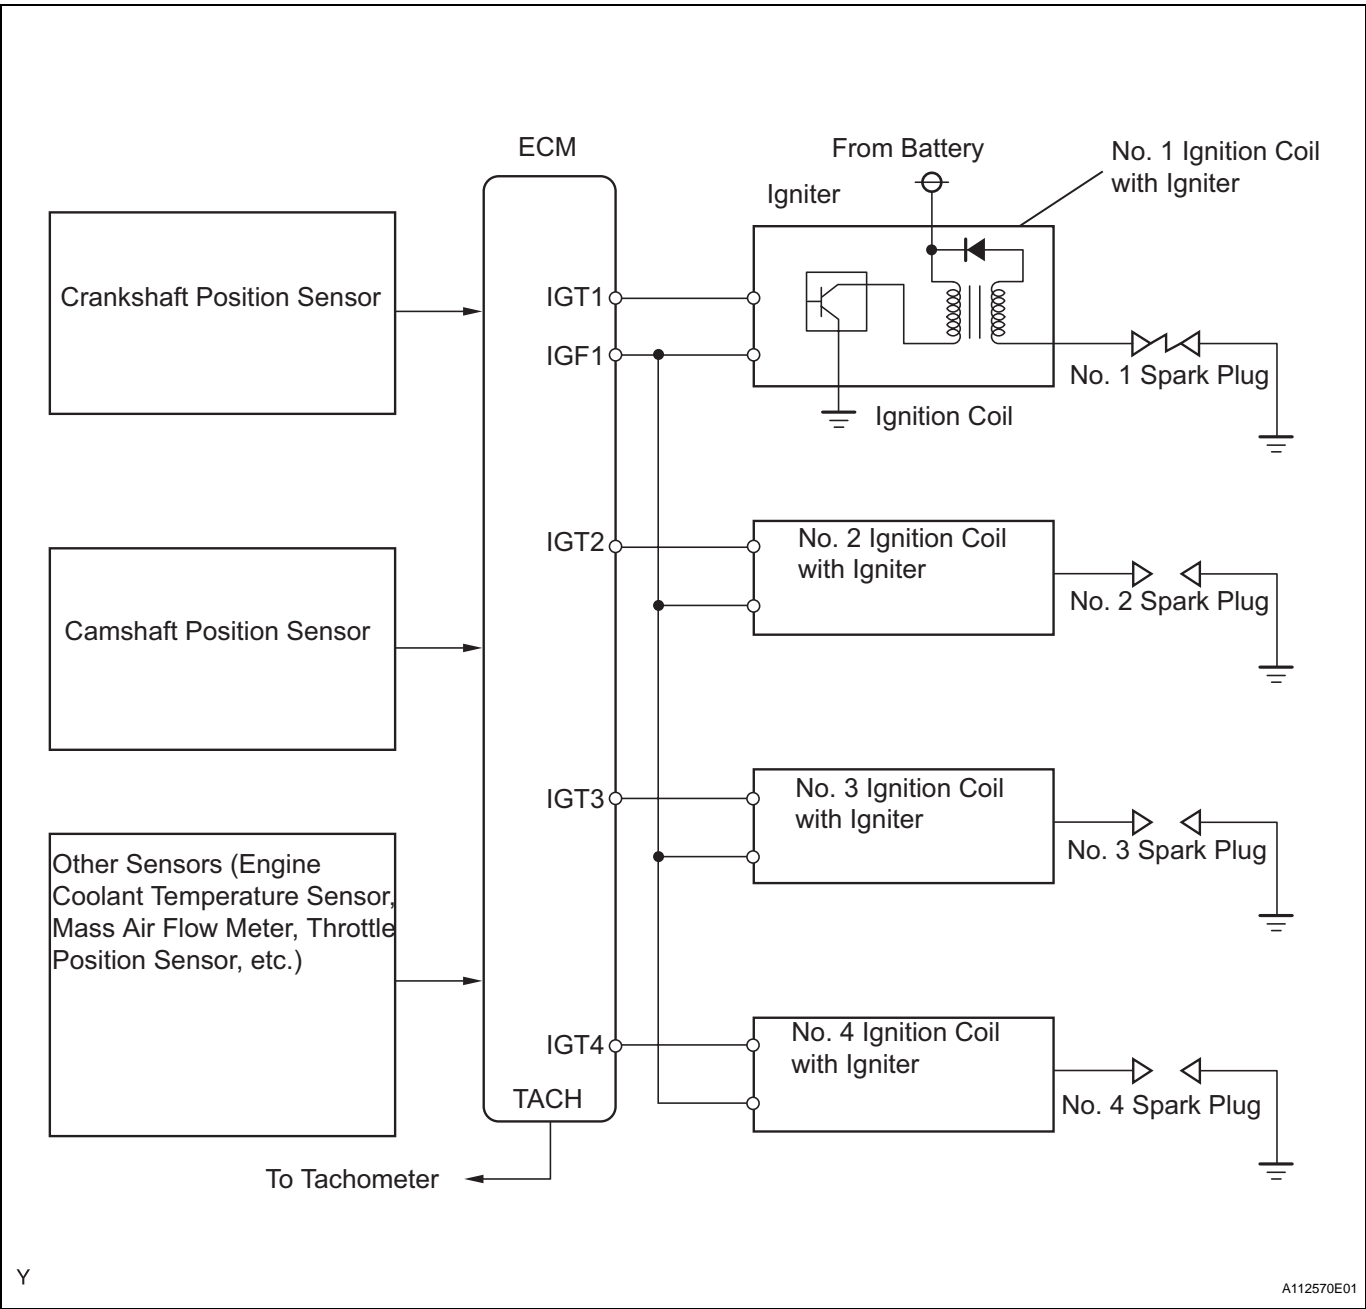 ECM
From Battery
No. 1 Ignition Coil
with Igniter
Igniter
Crankshaft Position Sensor
IGT1
IGF1
No. 1 Spark Plug
Ignition Coil
IGT2
No. 2 Ignition Coil
with Igniter
No. 2 Spark Plug
Camshaft Position Sensor
IGT3
No. 3 Ignition Coil
with Igniter
No. 3 Spark Plug
Other Sensors (Engine
Coolant Temperature Sensor,
Mass Air Flow Meter, Throttle
Position Sensor, etc.)
IGT4
No. 4 Ignition Coil
with Igniter
No. 4 Spark Plug
TACH
To Tachometer
Y
A112570E01